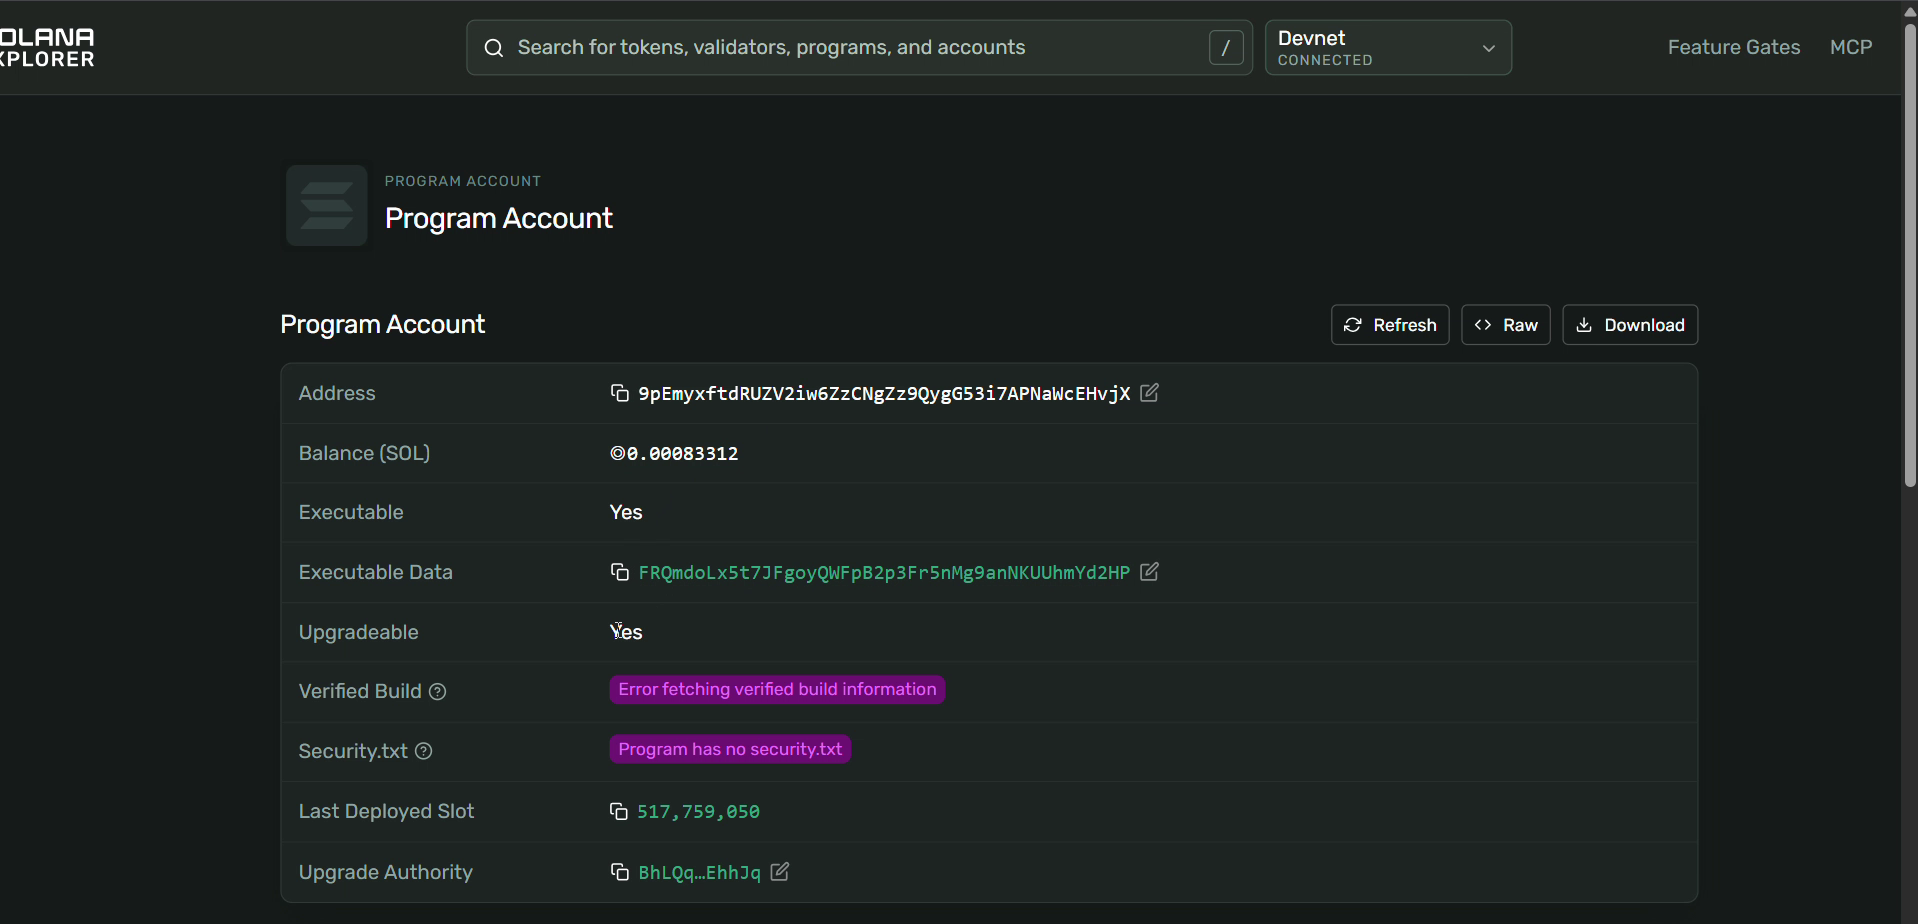 OLANA
XPLORER
Search for tokens, validators, programs, and accounts
/
Devnet
CONNECTED
Feature Gates
MCP
PROGRAM ACCOUNT
Program Account
Program Account
Refresh
<> Raw
Download
Address
9pEmyxftdRUZV2iw6ZzCNgZz9QygG53i7APNaWcEHvjX
Balance (SOL)
◎0.00083312
Executable
Yes
Executable Data
FRQmdoLx5t7JFgoyQWFpB2p3Fr5nMg9anNKUUhmYd2HP
Upgradeable
Yes
Verified Build ?
Error fetching verified build information
Security.txt ?
Program has no security.txt
Last Deployed Slot
517,759,050
Upgrade Authority
BhLQq…EhhJq